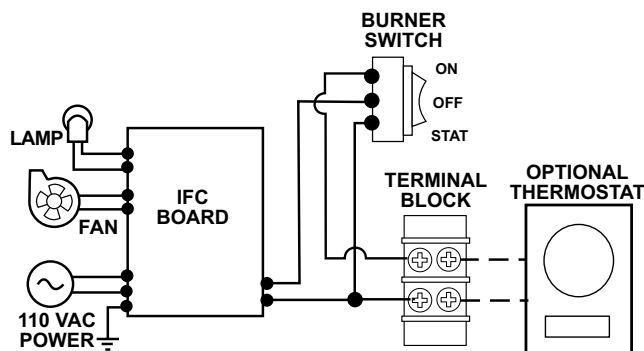 BURNER
SWITCH
ON
OFF
STAT
LAMP
FAN
IFC
BOARD
TERMINAL
BLOCK
OPTIONAL
THERMOSTAT
110 VAC
POWER